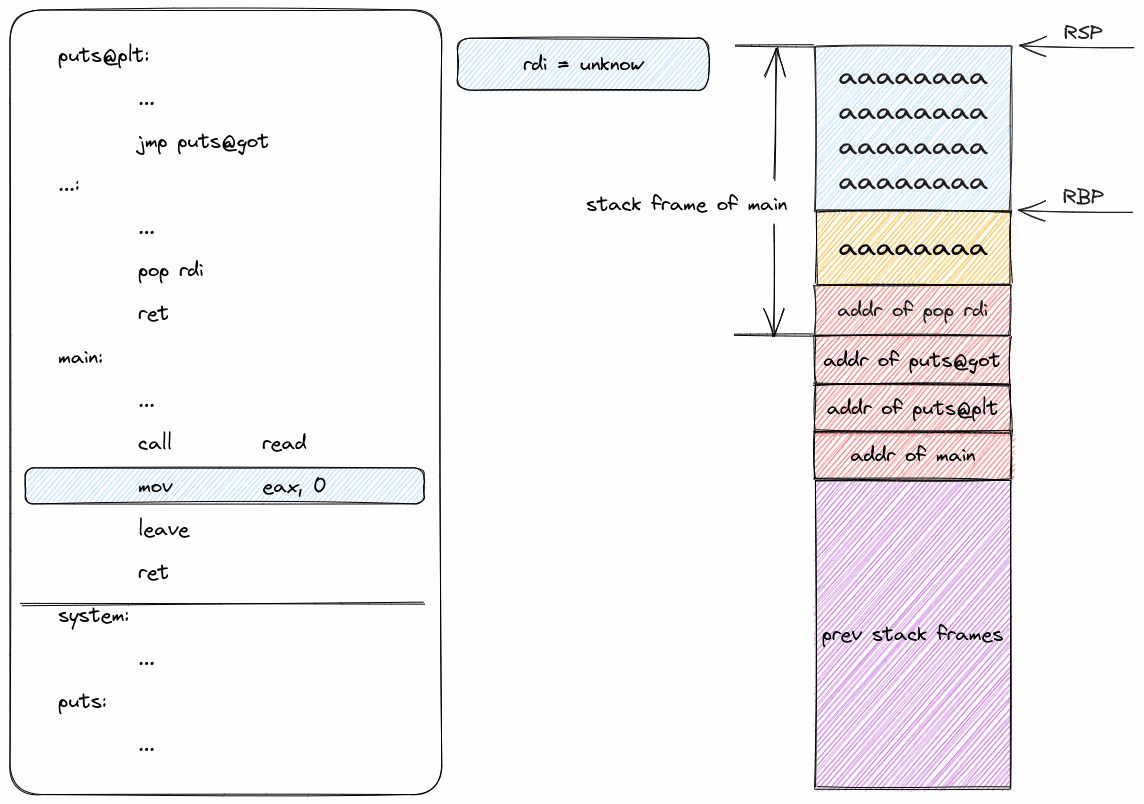 puts@plt:
...
jmp puts@got
...:
...
pop rdi
ret
main:
...
call read
mov eax, 0
leave
ret
system:
...
puts:
...
rdi = unknow
stack frame of main
RSP
aaaaaaaa
aaaaaaaa
aaaaaaaa
aaaaaaaa
RBP
aaaaaaaa
addr of pop rdi
addr of puts@got
addr of puts@plt
addr of main
prev stack frames